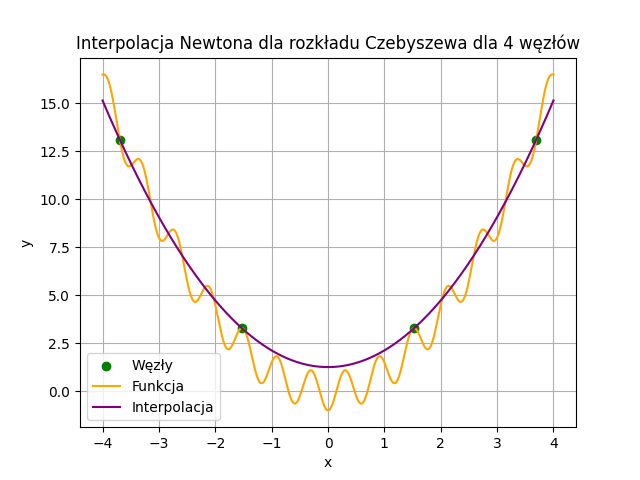 Interpolacja Newtona dla rozkładu Czebyszewa dla 4 węzłów
y
15.0
12.5
10.0
7.5
5.0
2.5
0.0
Węzły
Funkcja
Interpolacja
−4 −3 −2 −1 0 1 2 3 4
x